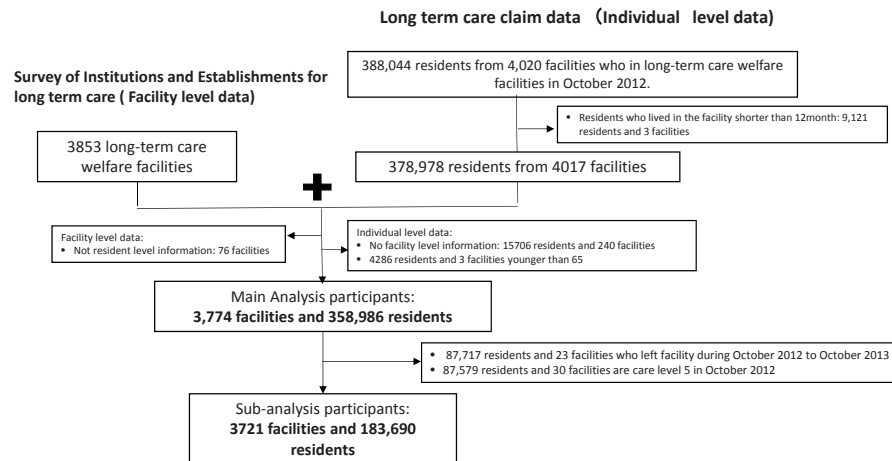 Long term care claim data （Individual level data)
388,044 residents from 4,020 facilities who in long-term care welfare
facilities in October 2012.
Survey of Institutions and Establishments for
long term care ( Facility level data)
• Residents who lived in the facility shorter than 12month: 9,121
residents and 3 facilities
3853 long-term care
welfare facilities
378,978 residents from 4017 facilities
Facility level data:
• Not resident level information: 76 facilities
Individual level data:
• No facility level information: 15706 residents and 240 facilities
• 4286 residents and 3 facilities younger than 65
Main Analysis participants:
3,774 facilities and 358,986 residents
• 87,717 residents and 23 facilities who left facility during October 2012 to October 2013
• 87,579 residents and 30 facilities are care level 5 in October 2012
Sub-analysis participants:
3721 facilities and 183,690
residents